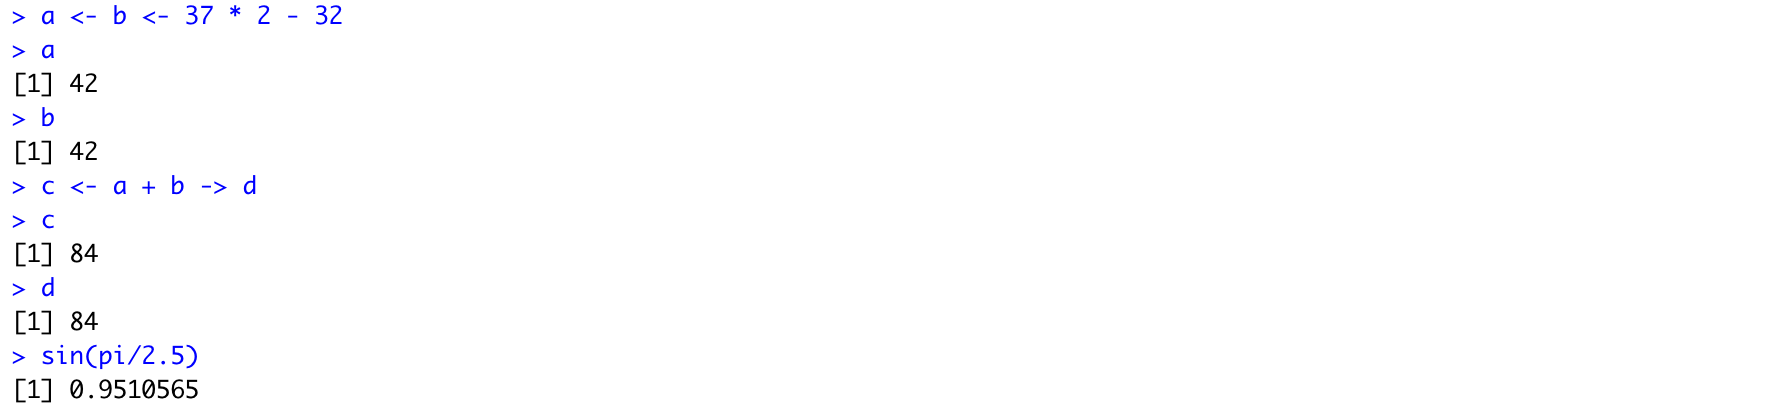 > a <- b <- 37 * 2 - 32
> a
[1] 42
> b
[1] 42
> c <- a + b -> d
> c
[1] 84
> d
[1] 84
> sin(pi/2.5)
[1] 0.9510565